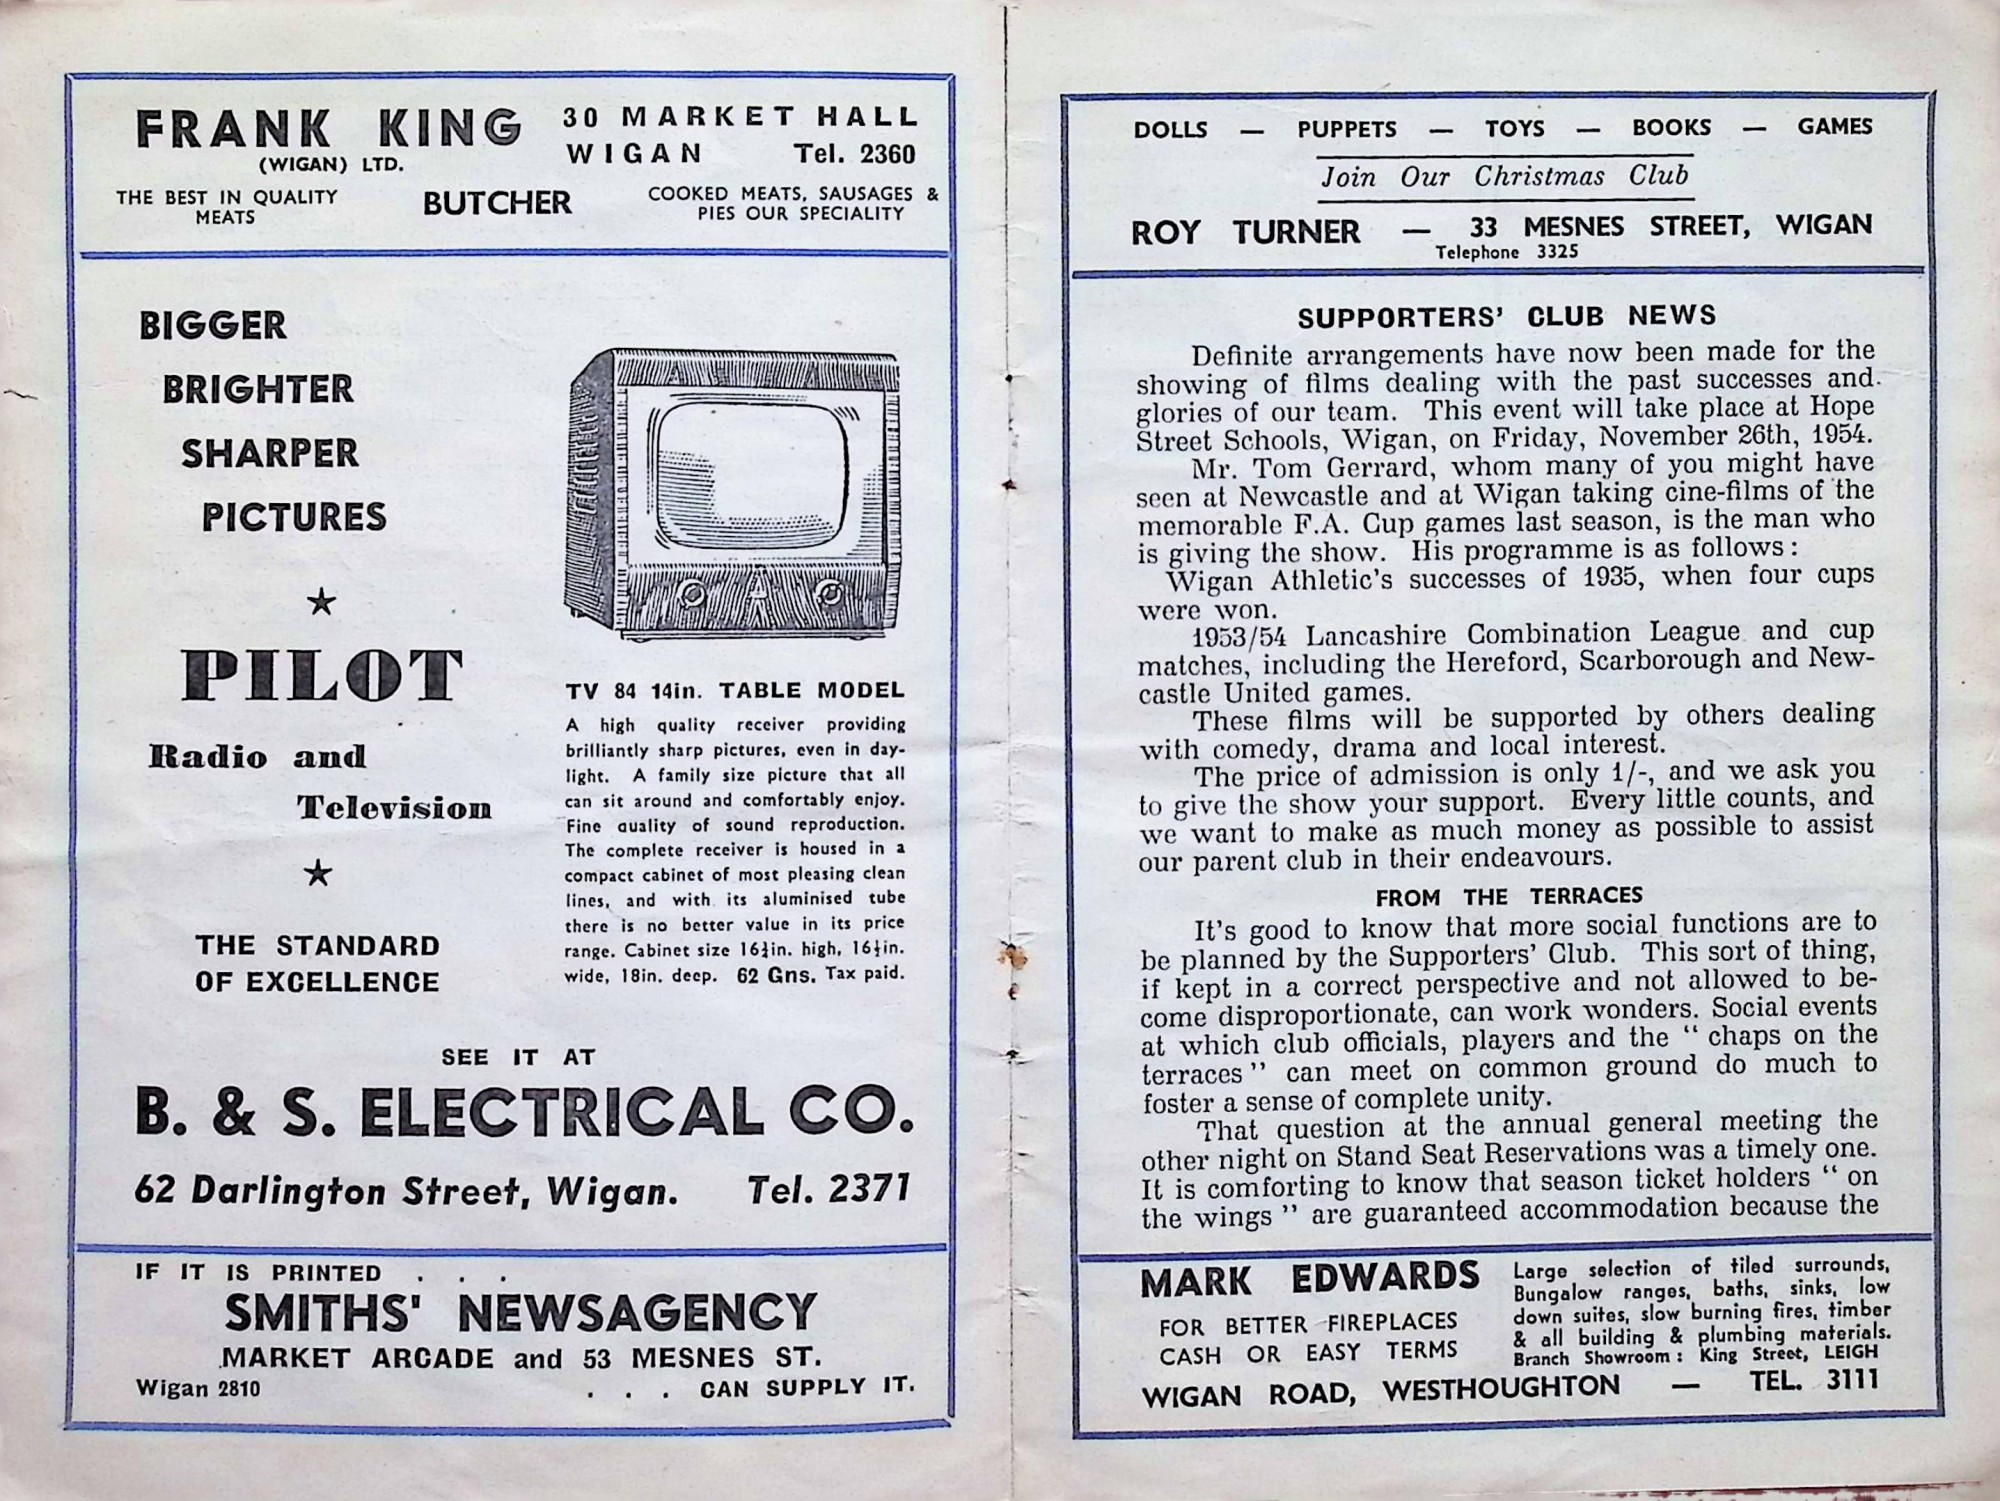 FRANK KING
(WIGAN) LTD.
30 MARKET HALL
WIGAN Tel. 2360
THE BEST IN QUALITY
MEATS
BUTCHER
COOKED MEATS, SAUSAGES &
PIES OUR SPECIALITY
BIGGER
BRIGHTER
SHARPER
PICTURES
PILOT
Radio and
Television
THE STANDARD
OF EXCELLENCE
TV 84 14in. TABLE MODEL
A high quality receiver providing
brilliantly sharp pictures, even in day-
light. A family size picture that all
can sit around and comfortably enjoy.
Fine quality of sound reproduction.
The complete receiver is housed in a
compact cabinet of most pleasing clean
lines, and with its aluminised tube
there is no better value in its price
range. Cabinet size high,
wide, 18in. deep. 62 Gns. Tax paid.
SEE IT AT
B. & S. ELECTRICAL CO.
62 Darlington Street, Wigan. Tel. 2371
IF IT IS PRINTED . . .
SMITHS' NEWSAGENCY
MARKET ARCADE and 53 MESNES ST.
Wigan 2810 . . . CAN SUPPLY IT.
DOLLS — PUPPETS — TOYS — BOOKS — GAMES
Join Our Christmas Club
ROY TURNER — 33 MESNES STREET, WIGAN
Telephone 3325
SUPPORTERS' CLUB NEWS
Definite arrangements have now been made for the
showing of films dealing with the past successes and
glories of our team. This event will take place at Hope
Street Schools, Wigan, on Friday, November 26th, 1954.
Mr. Tom Gerrard, whom many of you might have
seen at Newcastle and at Wigan taking cine-films of the
memorable F.A. Cup games last season, is the man who
is giving the show. His programme is as follows:
Wigan Athletic's successes of 1935, when four cups
were won.
1953/54 Lancashire Combination League and cup
matches, including the Hereford, Scarborough and New-
castle United games.
These films will be supported by others dealing
with comedy, drama and local interest.
The price of admission is only 1/-, and we ask you
to give the show your support. Every little counts, and
we want to make as much money as possible to assist
our parent club in their endeavours.
FROM THE TERRACES
It's good to know that more social functions are to
be planned by the Supporters' Club. This sort of thing,
if kept in a correct perspective and not allowed to be-
come disproportionate, can work wonders. Social events
at which club officials, players and the "chaps on the
terraces" can meet on common ground do much to
foster a sense of complete unity.
That question at the annual general meeting the
other night on Stand Seat Reservations was a timely one.
It is comforting to know that season ticket holders "on
the wings" are guaranteed accommodation because the
MARK EDWARDS
FOR BETTER FIREPLACES
CASH OR EASY TERMS
Large selection of tiled surrounds,
Bungalow ranges, baths, sinks, low
down suites, slow burning fires, timber
& all building & plumbing materials.
Branch Showroom: King Street, LEIGH
WIGAN ROAD, WESTHOUGHTON — TEL. 3111